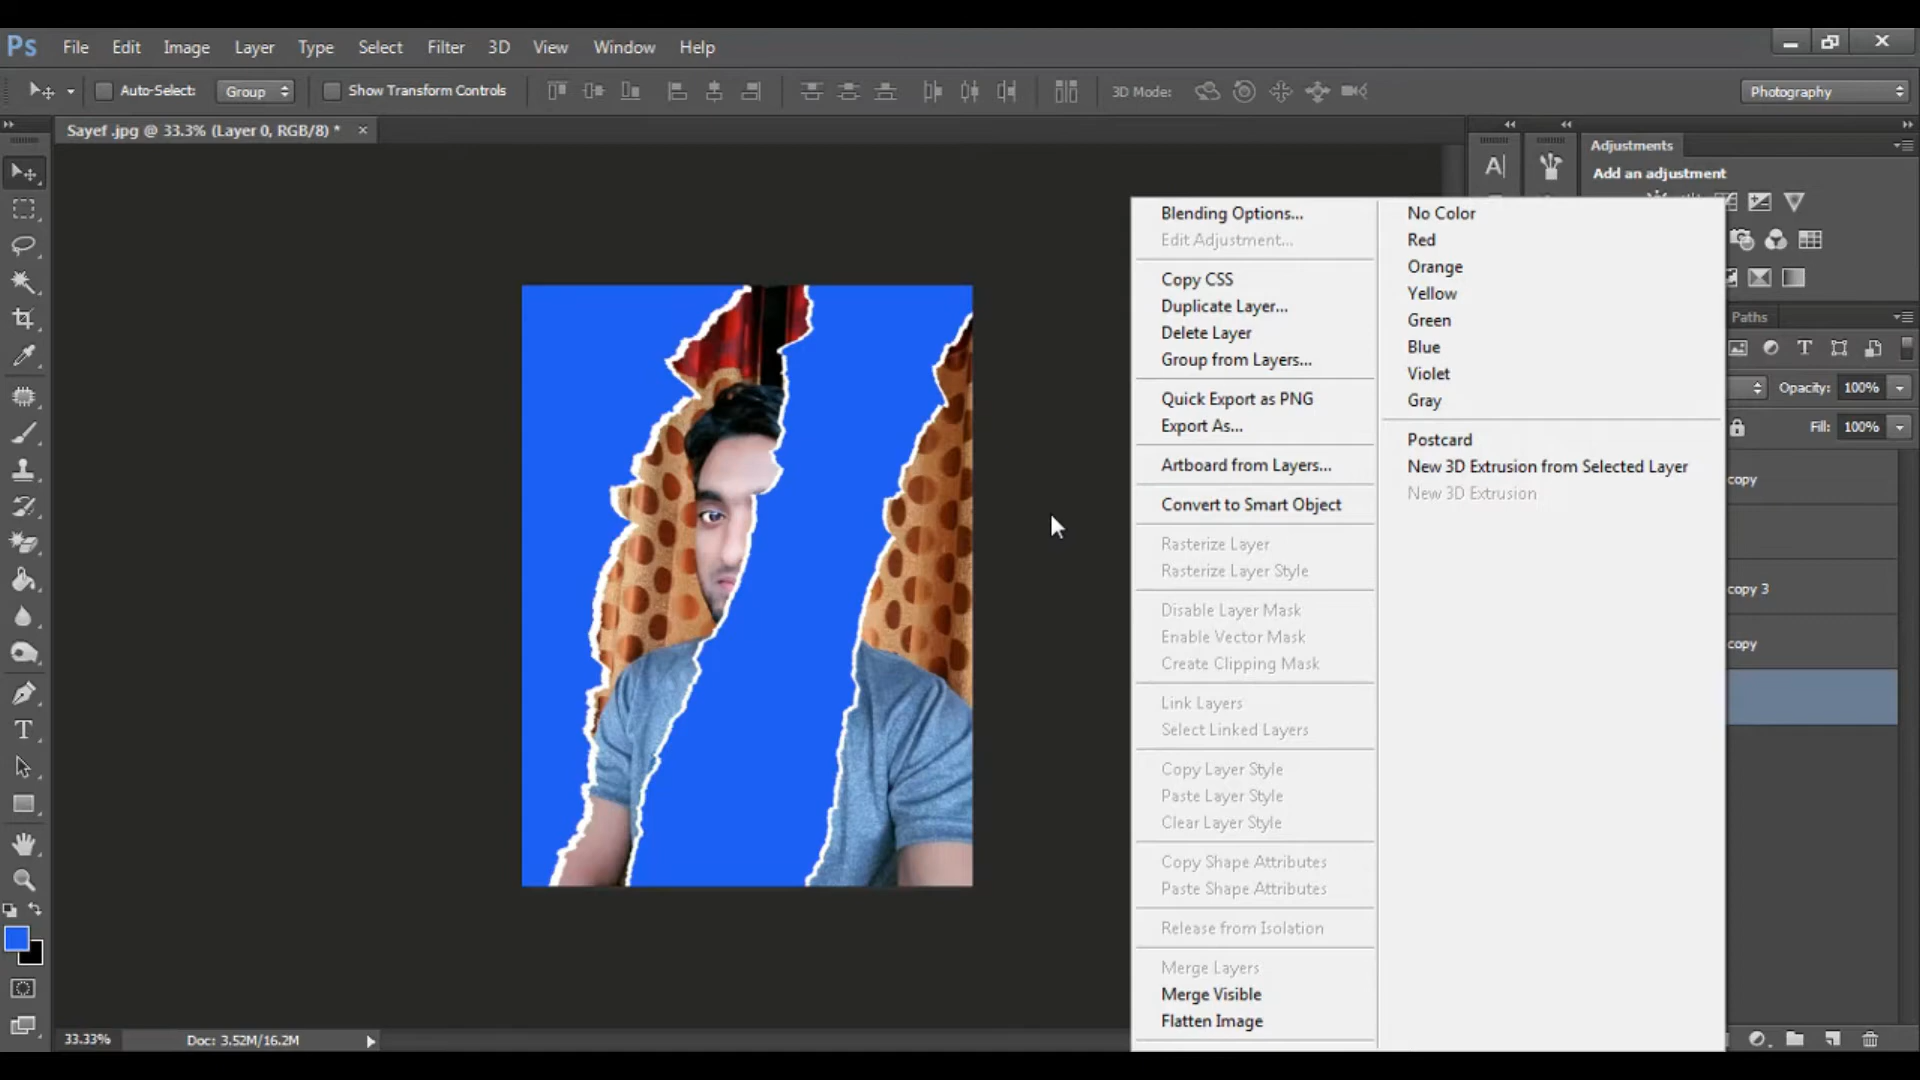 Ps File Edit Image Layer Type Select Filter 3D View Window Help
Auto-Select: Group Show Transform Controls 3D Mode: Photography
Sayef .jpg @ 33.3% (Layer 0, RGB/8) *
Adjustments
Add an adjustment
Blending Options...
Edit Adjustment...
Copy CSS
Duplicate Layer...
Delete Layer
Group from Layers...
Quick Export as PNG
Export As...
Artboard from Layers...
Convert to Smart Object
Rasterize Layer
Rasterize Layer Style
Disable Layer Mask
Enable Vector Mask
Create Clipping Mask
Link Layers
Select Linked Layers
Copy Layer Style
Paste Layer Style
Clear Layer Style
Copy Shape Attributes
Paste Shape Attributes
Release from Isolation
Merge Layers
Merge Visible
Flatten Image
No Color
Red
Orange
Yellow
Green
Blue
Violet
Gray
Postcard
New 3D Extrusion from Selected Layer
New 3D Extrusion
Paths
Opacity: 100%
Fill: 100%
copy
copy 3
copy
33.33% Doc: 3.52M/16.2M